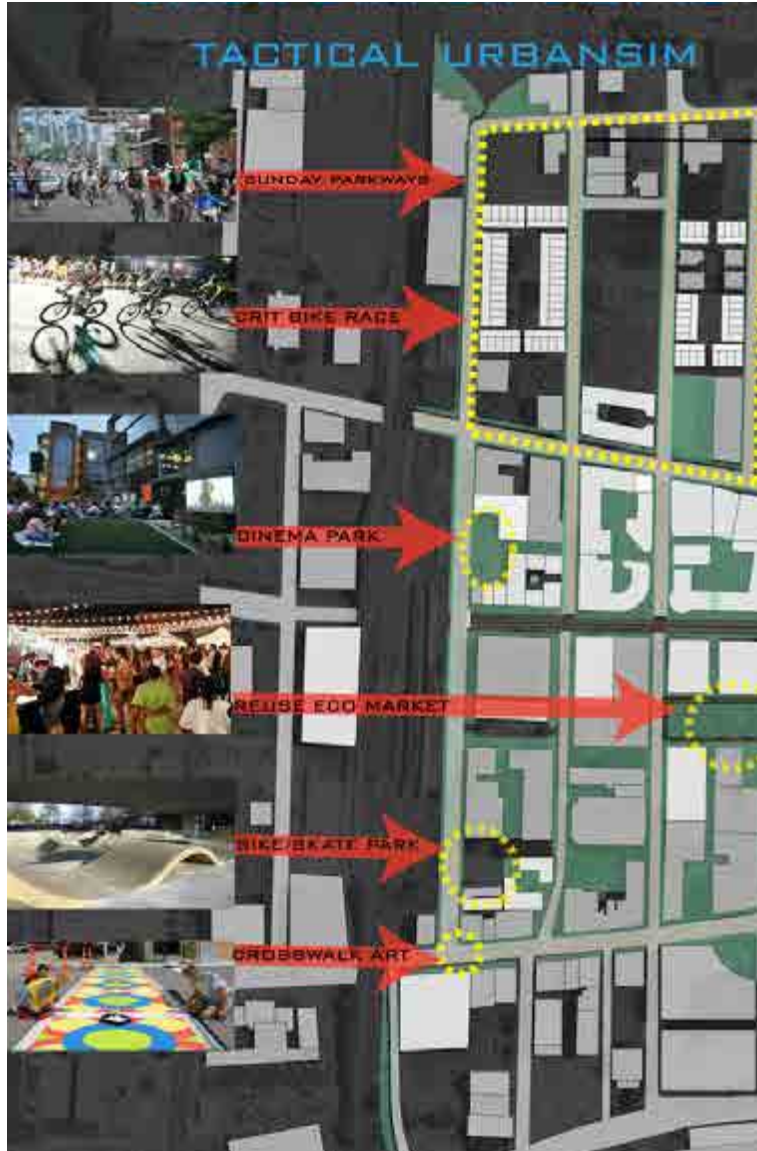 TACTICAL URBANSIM
SUNDAY PARKWAYS
CRIT BIKE RACE
CINEMA PARK
REUSE ECO MARKET
BIKE/SKATE PARK
CROSSWALK ART